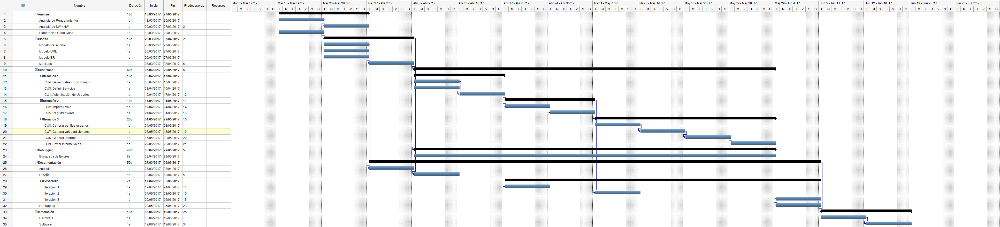 Nombre Duración Inicio Fin Predecesoras Recursos
Mar 6 - Mar 12 '17 Mar 13 - Mar 19 '17 Mar 20 - Mar 26 '17 Mar 27 - Abr 2 '17 Abr 3 - Abr 9 '17 Abr 10 - Abr 16 '17 Abr 17 - Abr 23 '17 Abr 24 - Abr 30 '17 May 1 - May 7 '17 May 8 - May 14 '17 May 15 - May 21 '17 May 22 - May 28 '17 May 29 - Jun 4 '17 Jun 5 - Jun 11 '17 Jun 12 - Jun 18 '17 Jun 19 - Jun 25 '17 Jun 26 - Jul 2 '17
L M X J V S D L M X J V S D L M X J V S D L M X J V S D L M X J V S D L M X J V S D L M X J V S D L M X J V S D L M X J V S D L M X J V S D L M X J V S D L M X J V S D L M X J V S D L M X J V S D L M X J V S D L M X J V S D L M X J V S D
1 Análisis 10d 13/03/2017 27/03/2017
2 Análisis de Requerimientos 1s 13/03/2017 20/03/2017
3 Análisis de SW y HW 1s 20/03/2017 27/03/2017 2
4 Elaboración Carta Gantt 1s 13/03/2017 20/03/2017
5 Diseño 10d 20/03/2017 03/04/2017 2
6 Modelo Relacional 1s 20/03/2017 27/03/2017
7 Modelo UML 1s 20/03/2017 27/03/2017
8 Modelo ER 1s 20/03/2017 27/03/2017
9 Mockups 1s 27/03/2017 03/04/2017 6
10 Desarrollo 40d 03/04/2017 29/05/2017 5
11 Iteración 1 10d 03/04/2017 17/04/2017
12 CU4. Definir Vales / Tipo Usuario 1s 03/04/2017 10/04/2017
13 CU3. Definir Servicios 1s 03/04/2017 10/04/2017
14 CU1. Autenticación de Usuarios 1s 10/04/2017 17/04/2017 12
15 Iteración 2 10d 17/04/2017 01/05/2017 11
16 CU2. Imprimir Vale 1s 17/04/2017 24/04/2017 14
17 CU5. Registrar Venta 1s 24/04/2017 01/05/2017 16
18 Iteración 3 20d 01/05/2017 29/05/2017 15
19 CU8. Generar perfiles usuarios 1s 01/05/2017 08/05/2017
20 CU7. Generar vales adicionales 1s 08/05/2017 15/05/2017 19
21 CU6. Generar Informe 1s 15/05/2017 22/05/2017 20
22 CU9. Enviar informe vales 1s 22/05/2017 29/05/2017 21
23 Debugging 40d 03/04/2017 29/05/2017 5
24 Búsqueda de Errores 8s 03/04/2017 29/05/2017
25 Documentación 50d 27/03/2017 05/06/2017
26 Análisis 1s 27/03/2017 03/04/2017 1
27 Diseño 1s 03/04/2017 10/04/2017 5
28 Desarrollo 7s 17/04/2017 05/06/2017
29 Iteración 1 1s 17/04/2017 24/04/2017 11
30 Iteración 2 1s 01/05/2017 08/05/2017 15
31 Iteración 3 1s 29/05/2017 05/06/2017 18
32 Debugging 1s 29/05/2017 05/06/2017 23
33 Instalación 10d 05/06/2017 19/06/2017 25
34 Hardware 1s 05/06/2017 12/06/2017
35 Software 1s 12/06/2017 19/06/2017 34